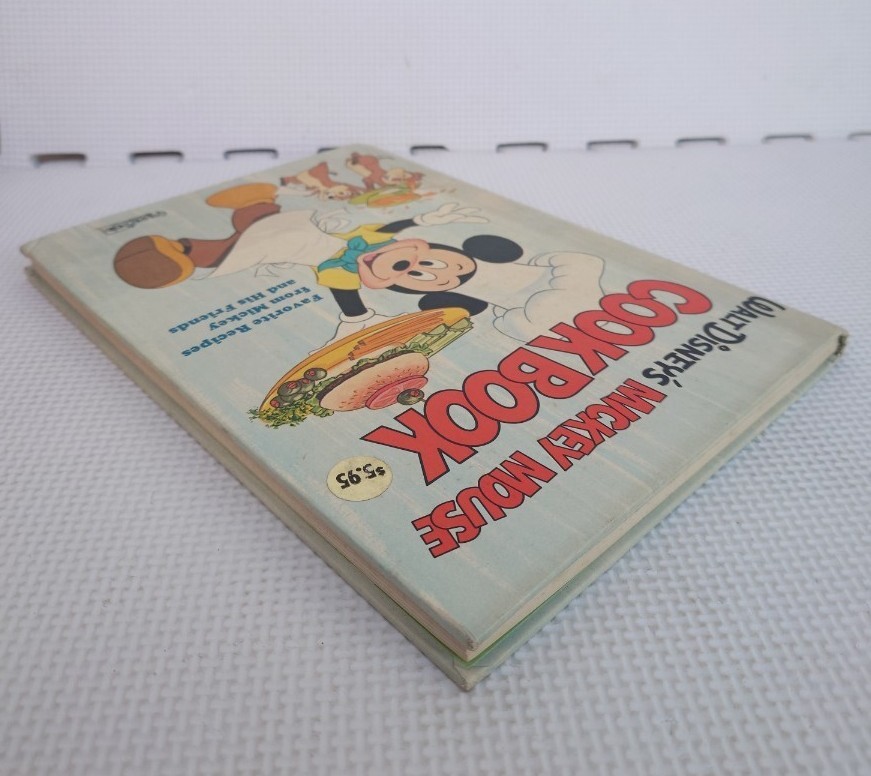 WALT DISNEY'S MICKEY MOUSE
COOKBOOK
$5.95
Favorite Recipes
from Mickey
and His Friends